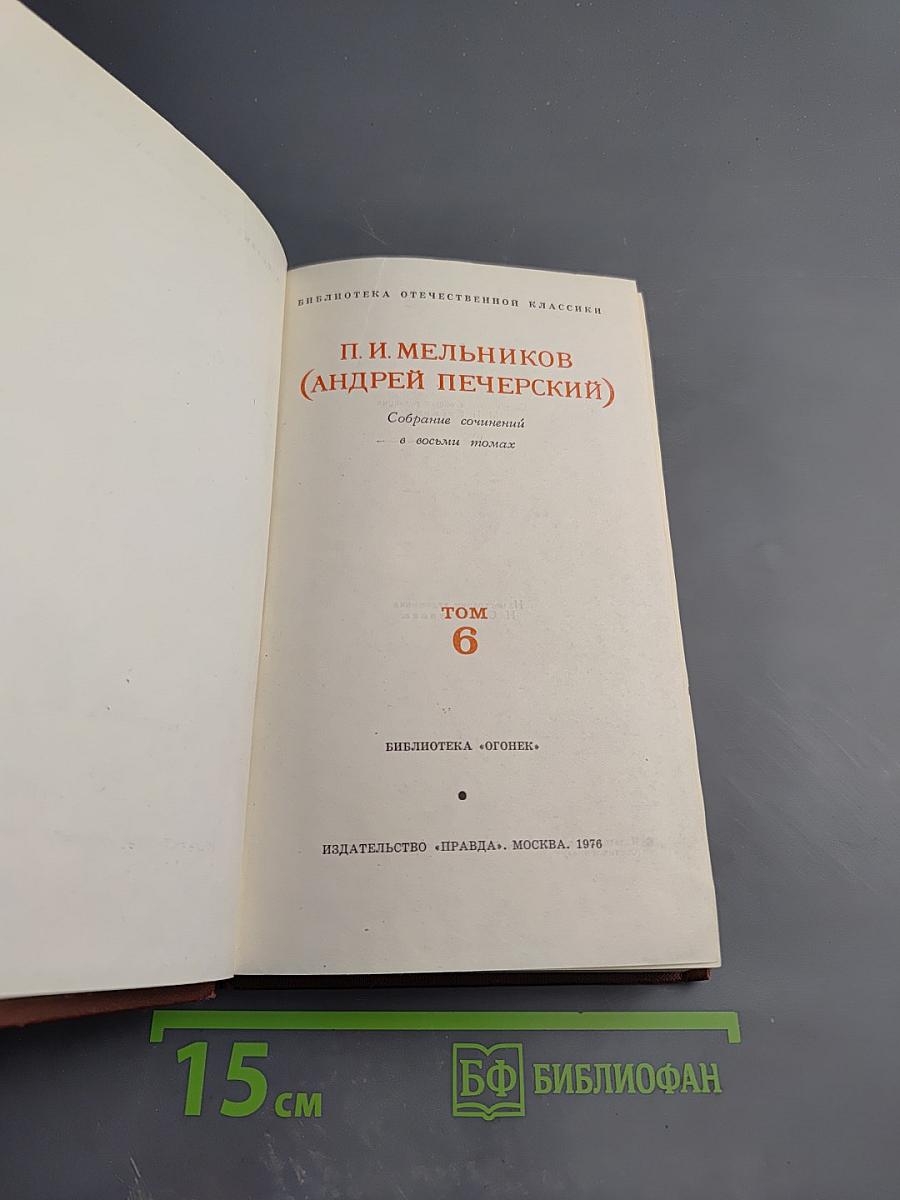 БИБЛИОТЕКА ОТЕЧЕСТВЕННОЙ КЛАССИКИ
П. И. МЕЛЬНИКОВ
(АНДРЕЙ ПЕЧЕРСКИЙ)
Собрание сочинений
в восьми томах
ТОМ
6
БИБЛИОТЕКА «ОГОНЕК»
ИЗДАТЕЛЬСТВО «ПРАВДА». МОСКВА. 1976
15 СМ
БФ БИБЛИОФАН